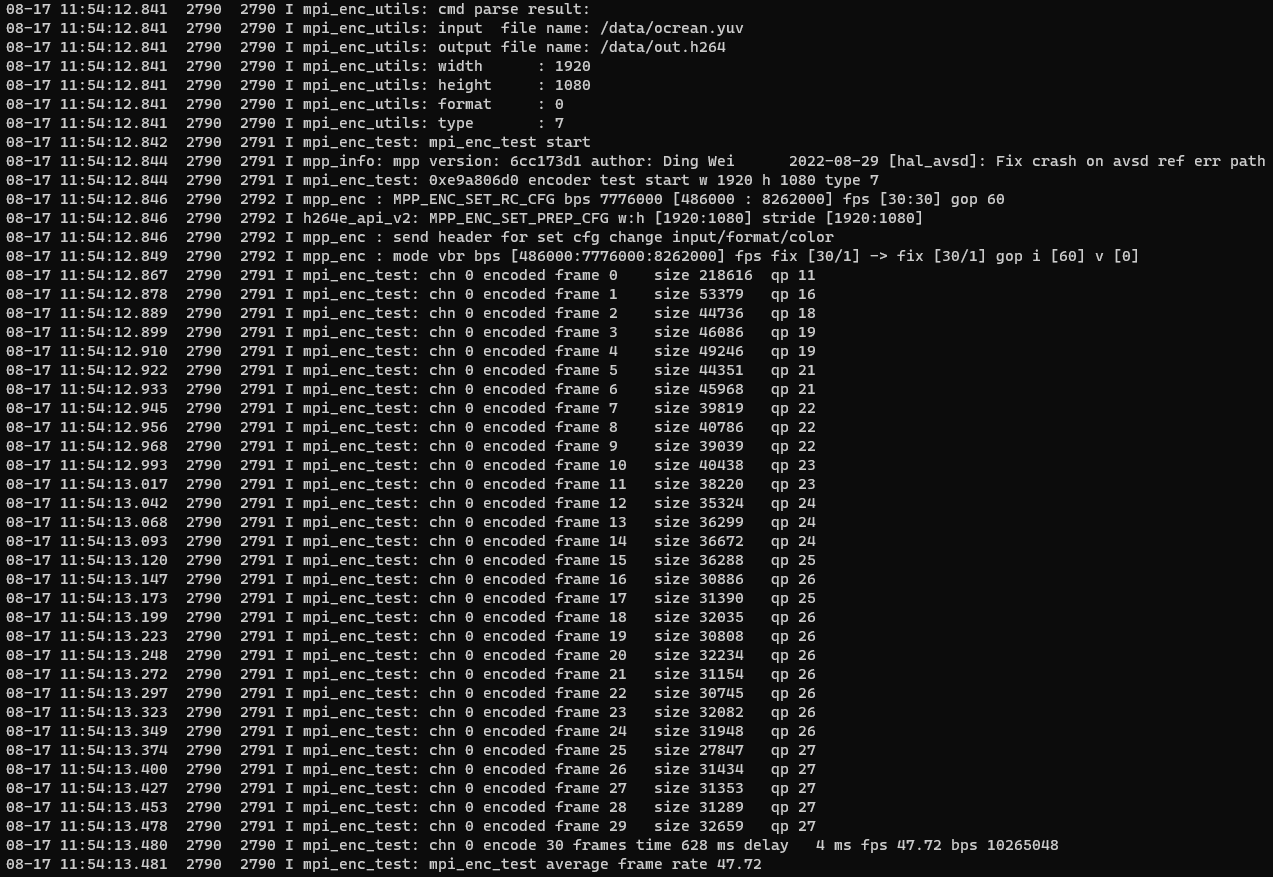 08-17 11:54:12.841  2790  2790 I mpi_enc_utils: cmd parse result:
08-17 11:54:12.841  2790  2790 I mpi_enc_utils: input  file name: /data/ocrean.yuv
08-17 11:54:12.841  2790  2790 I mpi_enc_utils: output file name: /data/out.h264
08-17 11:54:12.841  2790  2790 I mpi_enc_utils: width      : 1920
08-17 11:54:12.841  2790  2790 I mpi_enc_utils: height     : 1080
08-17 11:54:12.841  2790  2790 I mpi_enc_utils: format     : 0
08-17 11:54:12.841  2790  2790 I mpi_enc_utils: type       : 7
08-17 11:54:12.842  2790  2791 I mpi_enc_test: mpi_enc_test start
08-17 11:54:12.844  2790  2791 I mpp_info: mpp version: 6cc173d1 author: Ding Wei      2022-08-29 [hal_avsd]: Fix crash on avsd ref err path
08-17 11:54:12.844  2790  2791 I mpi_enc_test: 0xe9a806d0 encoder test start w 1920 h 1080 type 7
08-17 11:54:12.846  2790  2792 I mpp_enc : MPP_ENC_SET_RC_CFG bps 7776000 [486000 : 8262000] fps [30:30] gop 60
08-17 11:54:12.846  2790  2792 I h264e_api_v2: MPP_ENC_SET_PREP_CFG w:h [1920:1080] stride [1920:1080]
08-17 11:54:12.846  2790  2792 I mpp_enc : send header for set cfg change input/format/color
08-17 11:54:12.849  2790  2792 I mpp_enc : mode vbr bps [486000:7776000:8262000] fps fix [30/1] -> fix [30/1] gop i [60] v [0]
08-17 11:54:12.867  2790  2791 I mpi_enc_test: chn 0 encoded frame 0    size 218616  qp 11
08-17 11:54:12.878  2790  2791 I mpi_enc_test: chn 0 encoded frame 1    size 53379   qp 16
08-17 11:54:12.889  2790  2791 I mpi_enc_test: chn 0 encoded frame 2    size 44736   qp 18
08-17 11:54:12.899  2790  2791 I mpi_enc_test: chn 0 encoded frame 3    size 46086   qp 19
08-17 11:54:12.910  2790  2791 I mpi_enc_test: chn 0 encoded frame 4    size 49246   qp 19
08-17 11:54:12.922  2790  2791 I mpi_enc_test: chn 0 encoded frame 5    size 44351   qp 21
08-17 11:54:12.933  2790  2791 I mpi_enc_test: chn 0 encoded frame 6    size 45968   qp 21
08-17 11:54:12.945  2790  2791 I mpi_enc_test: chn 0 encoded frame 7    size 39819   qp 22
08-17 11:54:12.956  2790  2791 I mpi_enc_test: chn 0 encoded frame 8    size 40786   qp 22
08-17 11:54:12.968  2790  2791 I mpi_enc_test: chn 0 encoded frame 9    size 39039   qp 22
08-17 11:54:12.993  2790  2791 I mpi_enc_test: chn 0 encoded frame 10   size 40438   qp 23
08-17 11:54:13.017  2790  2791 I mpi_enc_test: chn 0 encoded frame 11   size 38220   qp 23
08-17 11:54:13.042  2790  2791 I mpi_enc_test: chn 0 encoded frame 12   size 35324   qp 24
08-17 11:54:13.068  2790  2791 I mpi_enc_test: chn 0 encoded frame 13   size 36299   qp 24
08-17 11:54:13.093  2790  2791 I mpi_enc_test: chn 0 encoded frame 14   size 36672   qp 24
08-17 11:54:13.120  2790  2791 I mpi_enc_test: chn 0 encoded frame 15   size 36288   qp 25
08-17 11:54:13.147  2790  2791 I mpi_enc_test: chn 0 encoded frame 16   size 30886   qp 26
08-17 11:54:13.173  2790  2791 I mpi_enc_test: chn 0 encoded frame 17   size 31390   qp 25
08-17 11:54:13.199  2790  2791 I mpi_enc_test: chn 0 encoded frame 18   size 32035   qp 26
08-17 11:54:13.223  2790  2791 I mpi_enc_test: chn 0 encoded frame 19   size 30808   qp 26
08-17 11:54:13.248  2790  2791 I mpi_enc_test: chn 0 encoded frame 20   size 32234   qp 26
08-17 11:54:13.272  2790  2791 I mpi_enc_test: chn 0 encoded frame 21   size 31154   qp 26
08-17 11:54:13.297  2790  2791 I mpi_enc_test: chn 0 encoded frame 22   size 30745   qp 26
08-17 11:54:13.323  2790  2791 I mpi_enc_test: chn 0 encoded frame 23   size 32082   qp 26
08-17 11:54:13.349  2790  2791 I mpi_enc_test: chn 0 encoded frame 24   size 31948   qp 26
08-17 11:54:13.374  2790  2791 I mpi_enc_test: chn 0 encoded frame 25   size 27847   qp 27
08-17 11:54:13.400  2790  2791 I mpi_enc_test: chn 0 encoded frame 26   size 31434   qp 27
08-17 11:54:13.427  2790  2791 I mpi_enc_test: chn 0 encoded frame 27   size 31353   qp 27
08-17 11:54:13.453  2790  2791 I mpi_enc_test: chn 0 encoded frame 28   size 31289   qp 27
08-17 11:54:13.478  2790  2791 I mpi_enc_test: chn 0 encoded frame 29   size 32659   qp 27
08-17 11:54:13.480  2790  2790 I mpi_enc_test: chn 0 encode 30 frames time 628 ms delay   4 ms fps 47.72 bps 10265048
08-17 11:54:13.481  2790  2790 I mpi_enc_test: mpi_enc_test average frame rate 47.72